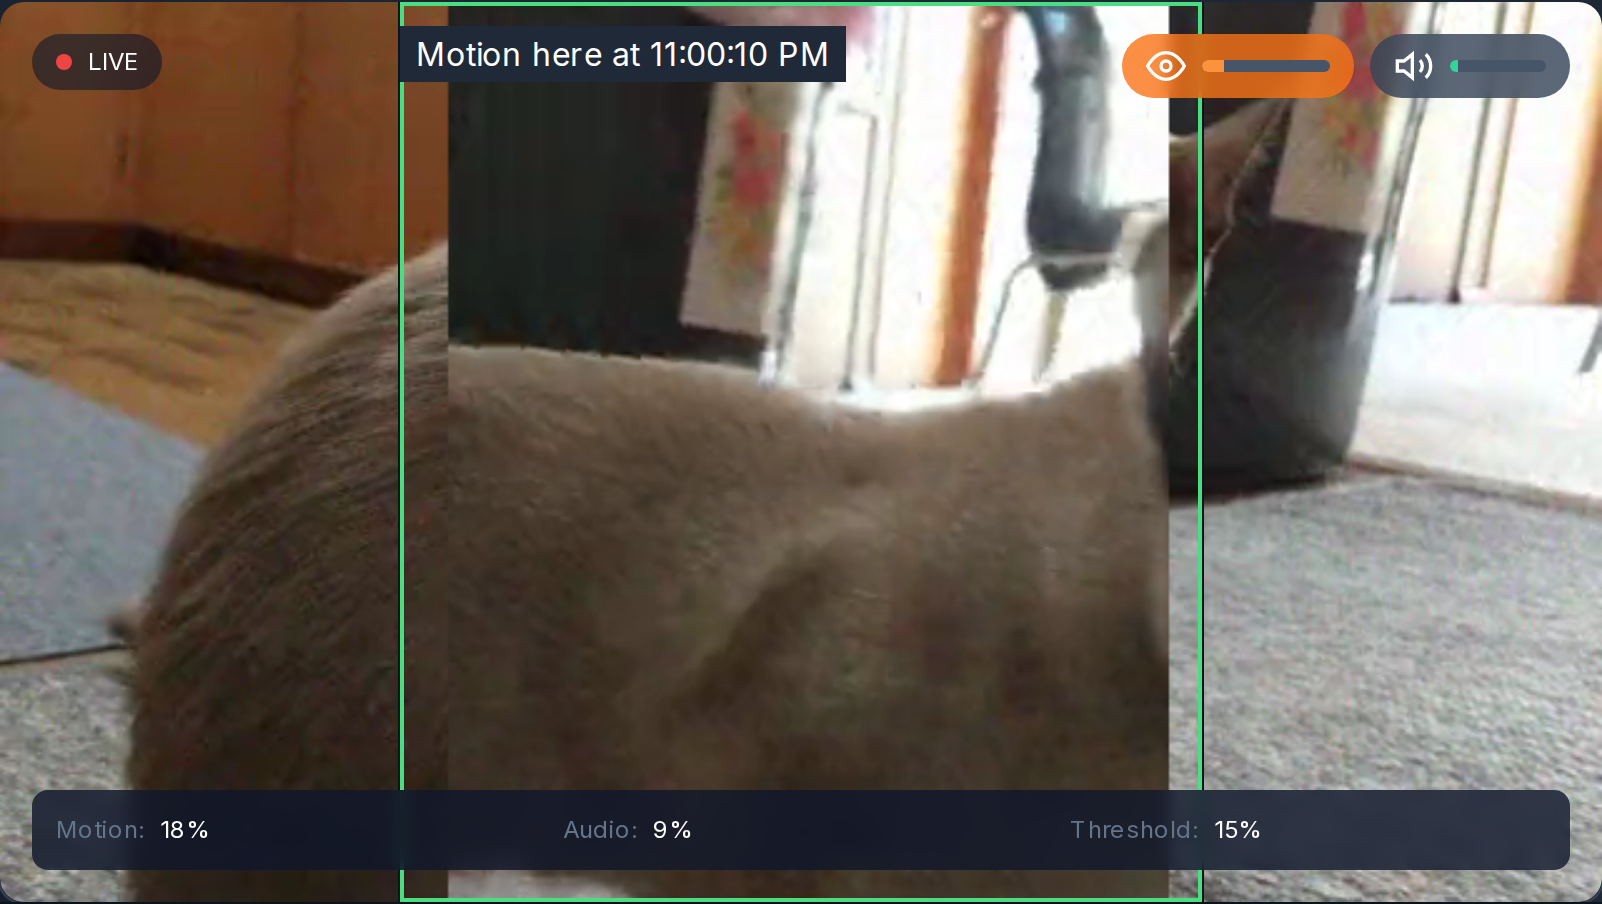 LIVE
Motion here at 11:00:10 PM
Motion: 18%
Audio: 9%
Threshold: 15%